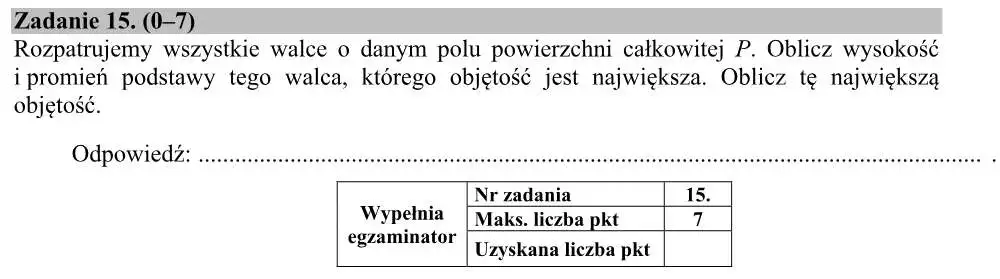 Zadanie 15. (0–7)
Rozpatrujemy wszystkie walce o danym polu powierzchni całkowitej P. Oblicz wysokość
i promień podstawy tego walca, którego objętość jest największa. Oblicz tę największą
objętość.
Odpowiedź: ................................................................................................................................ .
Wypełnia egzaminator
Nr zadania 15.
Maks. liczba pkt 7
Uzyskana liczba pkt